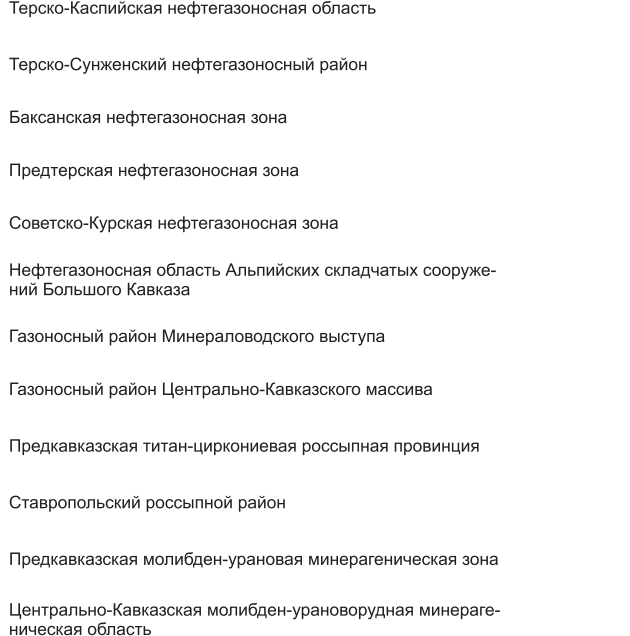 Терско-Каспийская нефтегазоносная область
Терско-Сунженский нефтегазоносный район
Баксанская нефтегазоносная зона
Предтерская нефтегазоносная зона
Советско-Курская нефтегазоносная зона
Нефтегазоносная область Альпийских складчатых сооруже-
ний Большого Кавказа
Газоносный район Минераловодского выступа
Газоносный район Центрально-Кавказского массива
Предкавказская титан-циркониевая россыпная провинция
Ставропольский россыпной район
Предкавказская молибден-урановая минерагеническая зона
Центрально-Кавказская молибден-урановорудная минераге-
ническая область